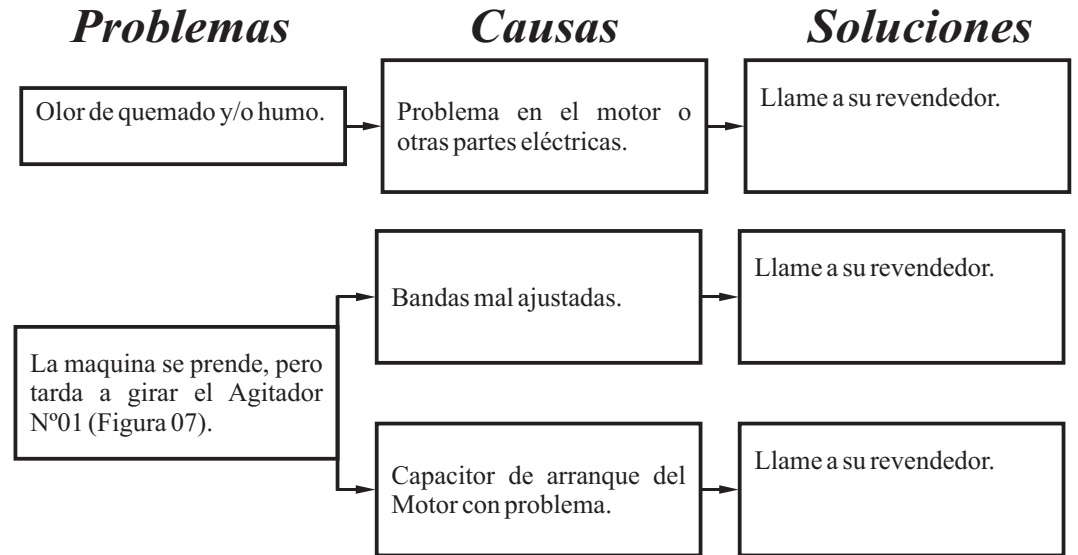 Problemas Causas Soluciones
Olor de quemado y/o humo.
Problema en el motor o
otras partes eléctricas.
Llame a su revendedor.
La maquina se prende, pero
tarda a girar el Agitador
Nº01 (Figura 07).
Bandas mal ajustadas.
Llame a su revendedor.
Capacitor de arranque del
Motor con problema.
Llame a su revendedor.